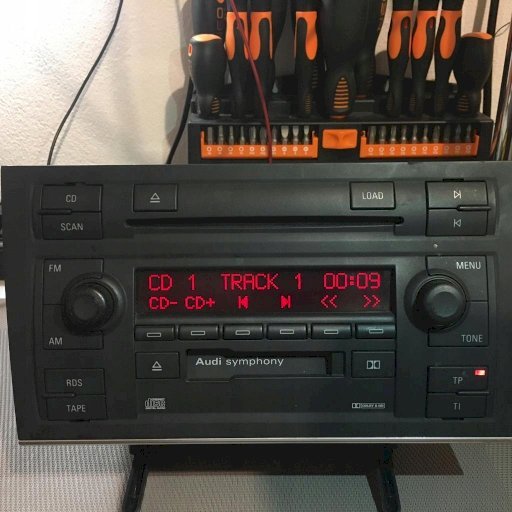 CD
LOAD
SCAN
FM
MENU
CD 1 TRACK 1 00:09
CD- CD+
AM
TONE
Audi symphony
RDS
TP
TAPE
TI